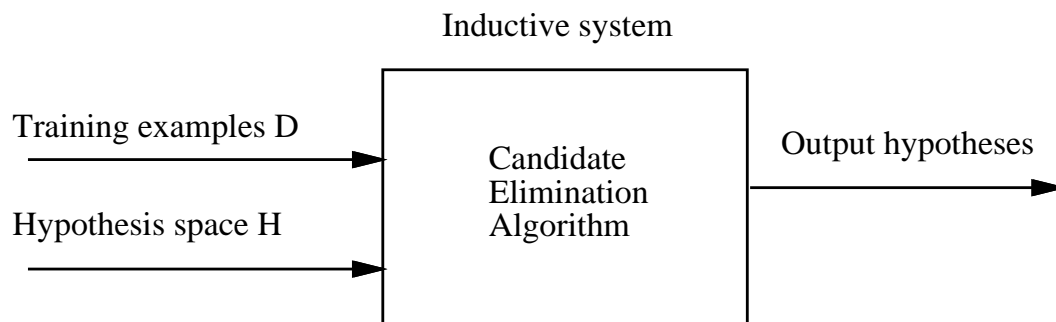 Inductive system
Training examples D
Hypothesis space H
Candidate
Elimination
Algorithm
Output hypotheses